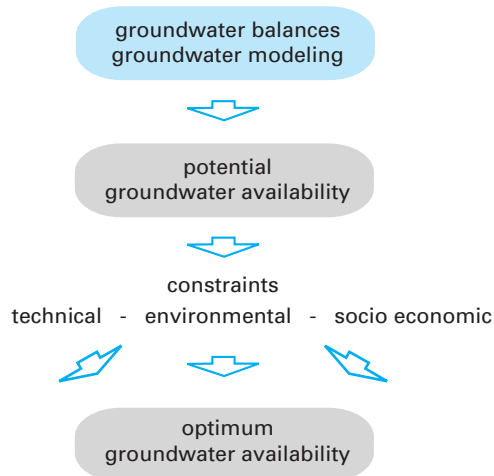 groundwater balances
groundwater modeling
potential
groundwater availability
constraints
technical - environmental - socio economic
optimum
groundwater availability